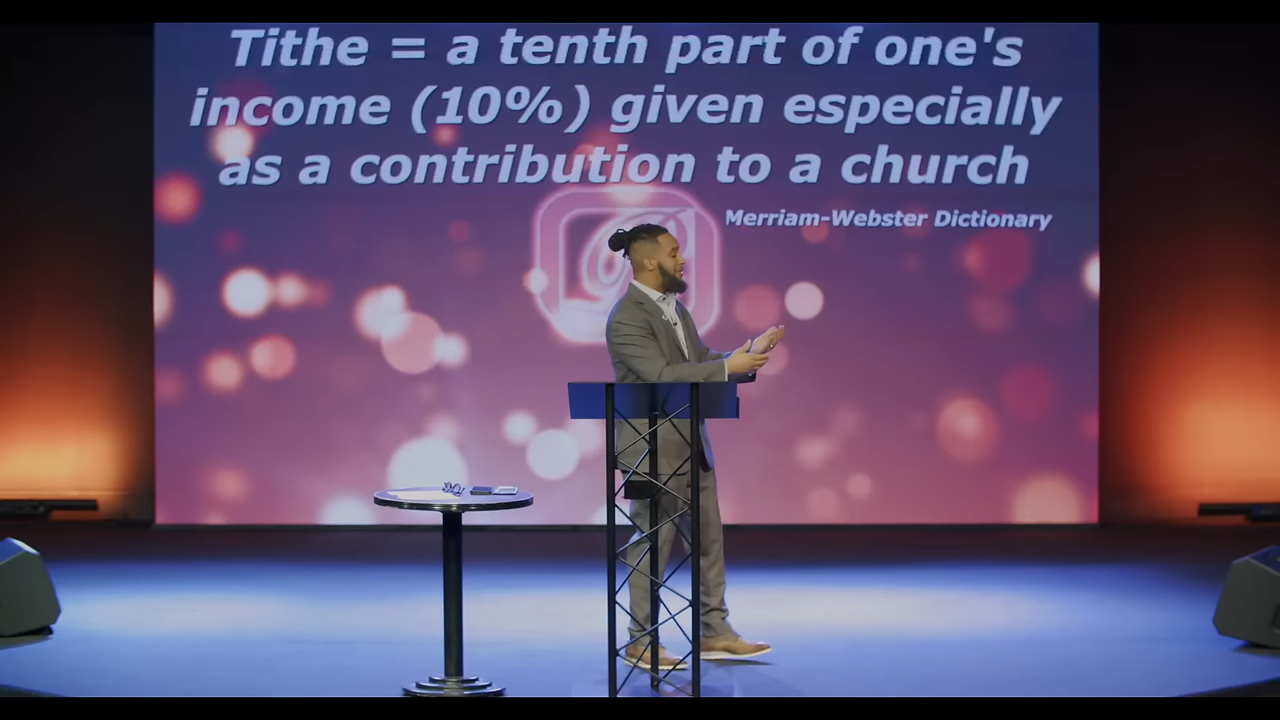 Tithe = a tenth part of one's
income (10%) given especially
as a contribution to a church
Merriam-Webster Dictionary